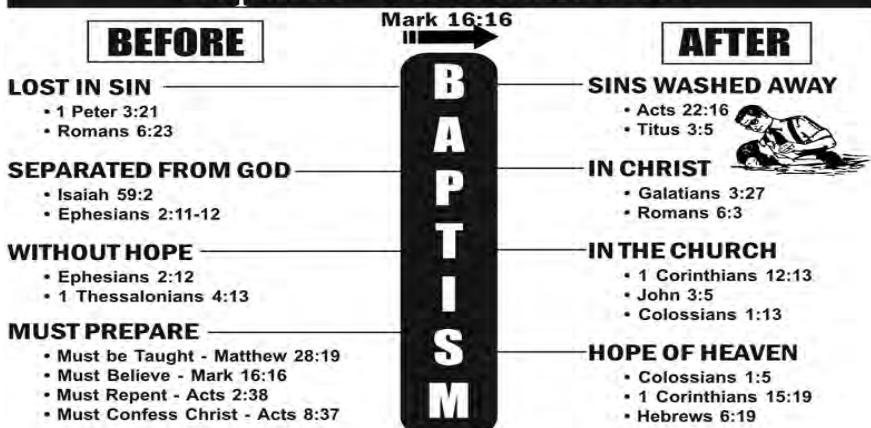 Mark 16:16
BEFORE
LOST IN SIN
• 1 Peter 3:21
• Romans 6:23
SEPARATED FROM GOD
• Isaiah 59:2
• Ephesians 2:11-12
WITHOUT HOPE
• Ephesians 2:12
• 1 Thessalonians 4:13
MUST PREPARE
• Must be Taught - Matthew 28:19
• Must Believe - Mark 16:16
• Must Repent - Acts 2:38
• Must Confess Christ - Acts 8:37
B
A
P
T
I
S
M
AFTER
SINS WASHED AWAY
• Acts 22:16
• Titus 3:5
IN CHRIST
• Galatians 3:27
• Romans 6:3
IN THE CHURCH
• 1 Corinthians 12:13
• John 3:5
• Colossians 1:13
HOPE OF HEAVEN
• Colossians 1:5
• 1 Corinthians 15:19
• Hebrews 6:19